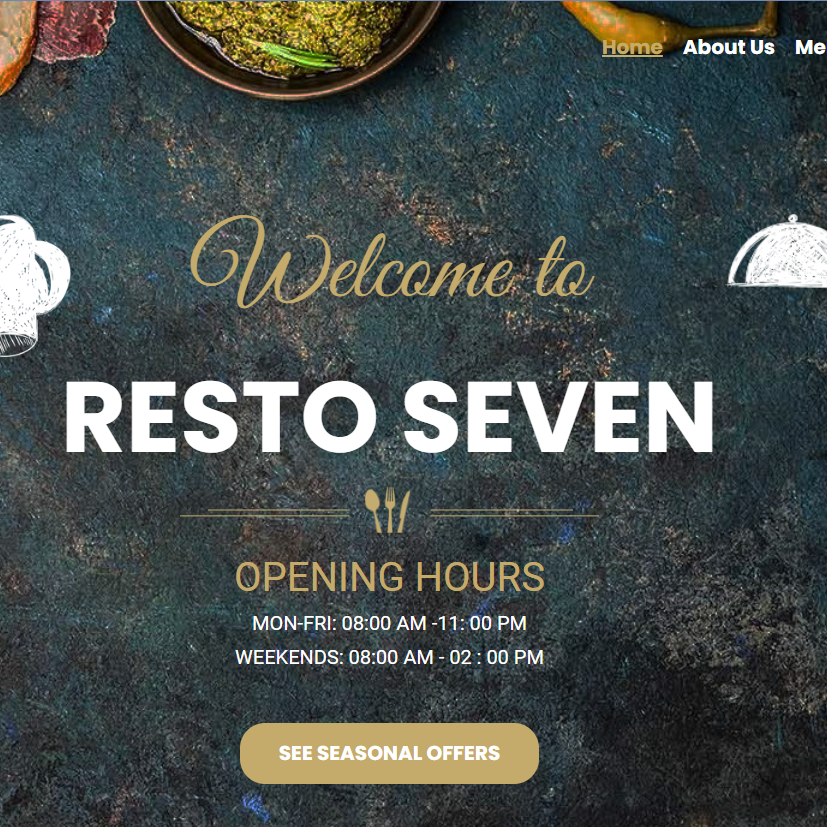 Home About Us
Welcome to
RESTO SEVEN
OPENING HOURS
MON-FRI: 08:00 AM -11: 00 PM
WEEKENDS: 08:00 AM - 02 : 00 PM
SEE SEASONAL OFFERS